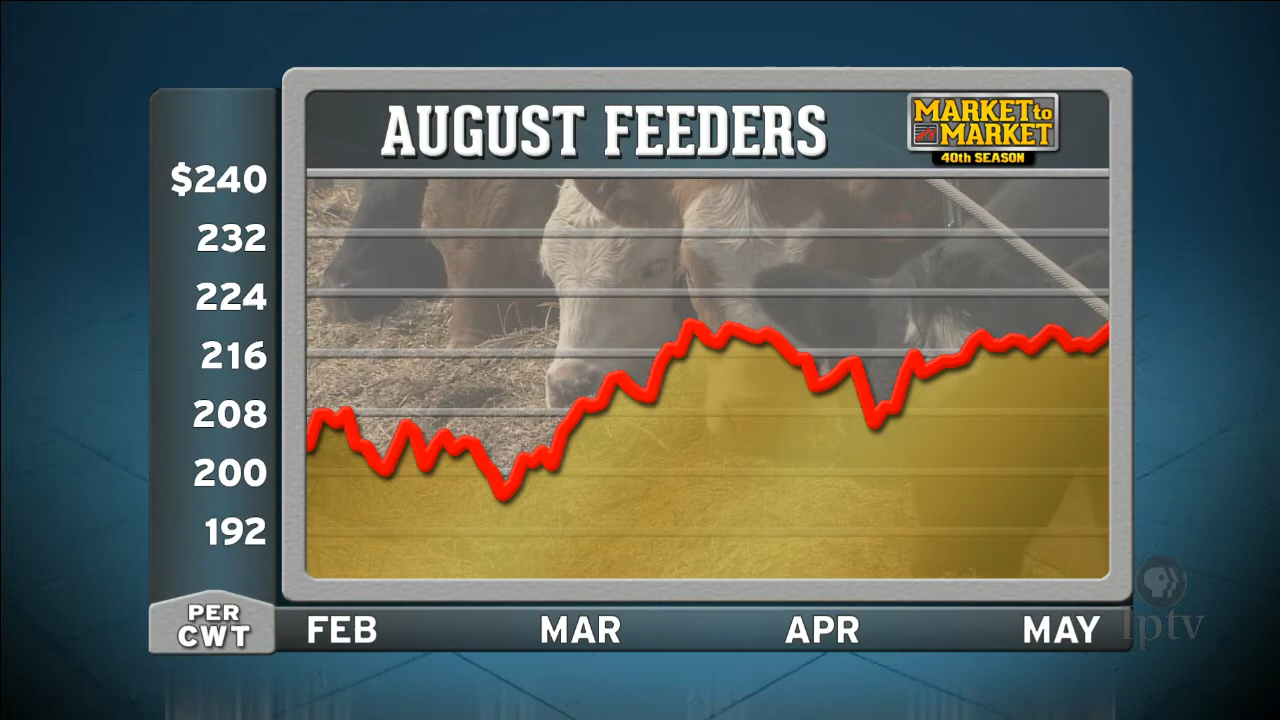 AUGUST FEEDERS
MARKET to
MARKET
40th SEASON
$240
232
224
216
208
200
192
PER
CWT
FEB MAR APR MAY
Iptv